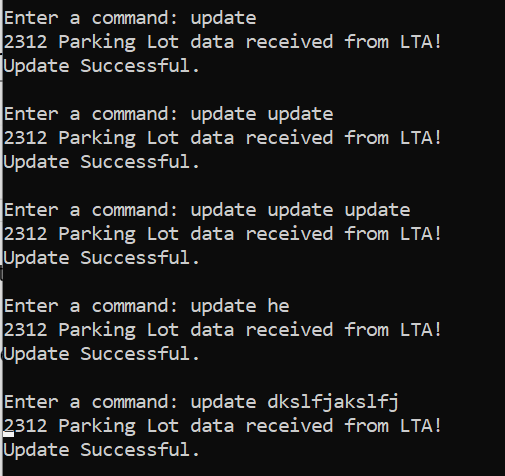 Enter a command: update
2312 Parking Lot data received from LTA!
Update Successful.
Enter a command: update update
2312 Parking Lot data received from LTA!
Update Successful.
Enter a command: update update update
2312 Parking Lot data received from LTA!
Update Successful.
Enter a command: update he
2312 Parking Lot data received from LTA!
Update Successful.
Enter a command: update dkslfjakslfj
2312 Parking Lot data received from LTA!
Update Successful.